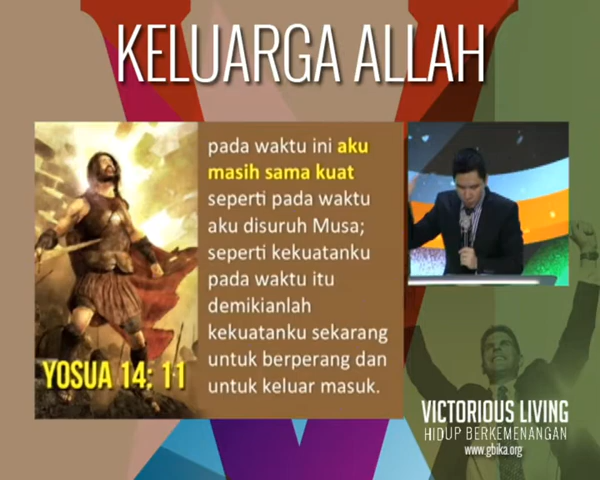 KELUARGA ALLAH
pada waktu ini aku
masih sama kuat
seperti pada waktu
aku disuruh Musa;
seperti kekuatanku
pada waktu itu
demikianlah
kekuatanku sekarang
untuk berperang dan
untuk keluar masuk.
YOSUA 14: 11
VICTORIOUS LIVING
HIDUP BERKEMENANGAN
www.gbika.org